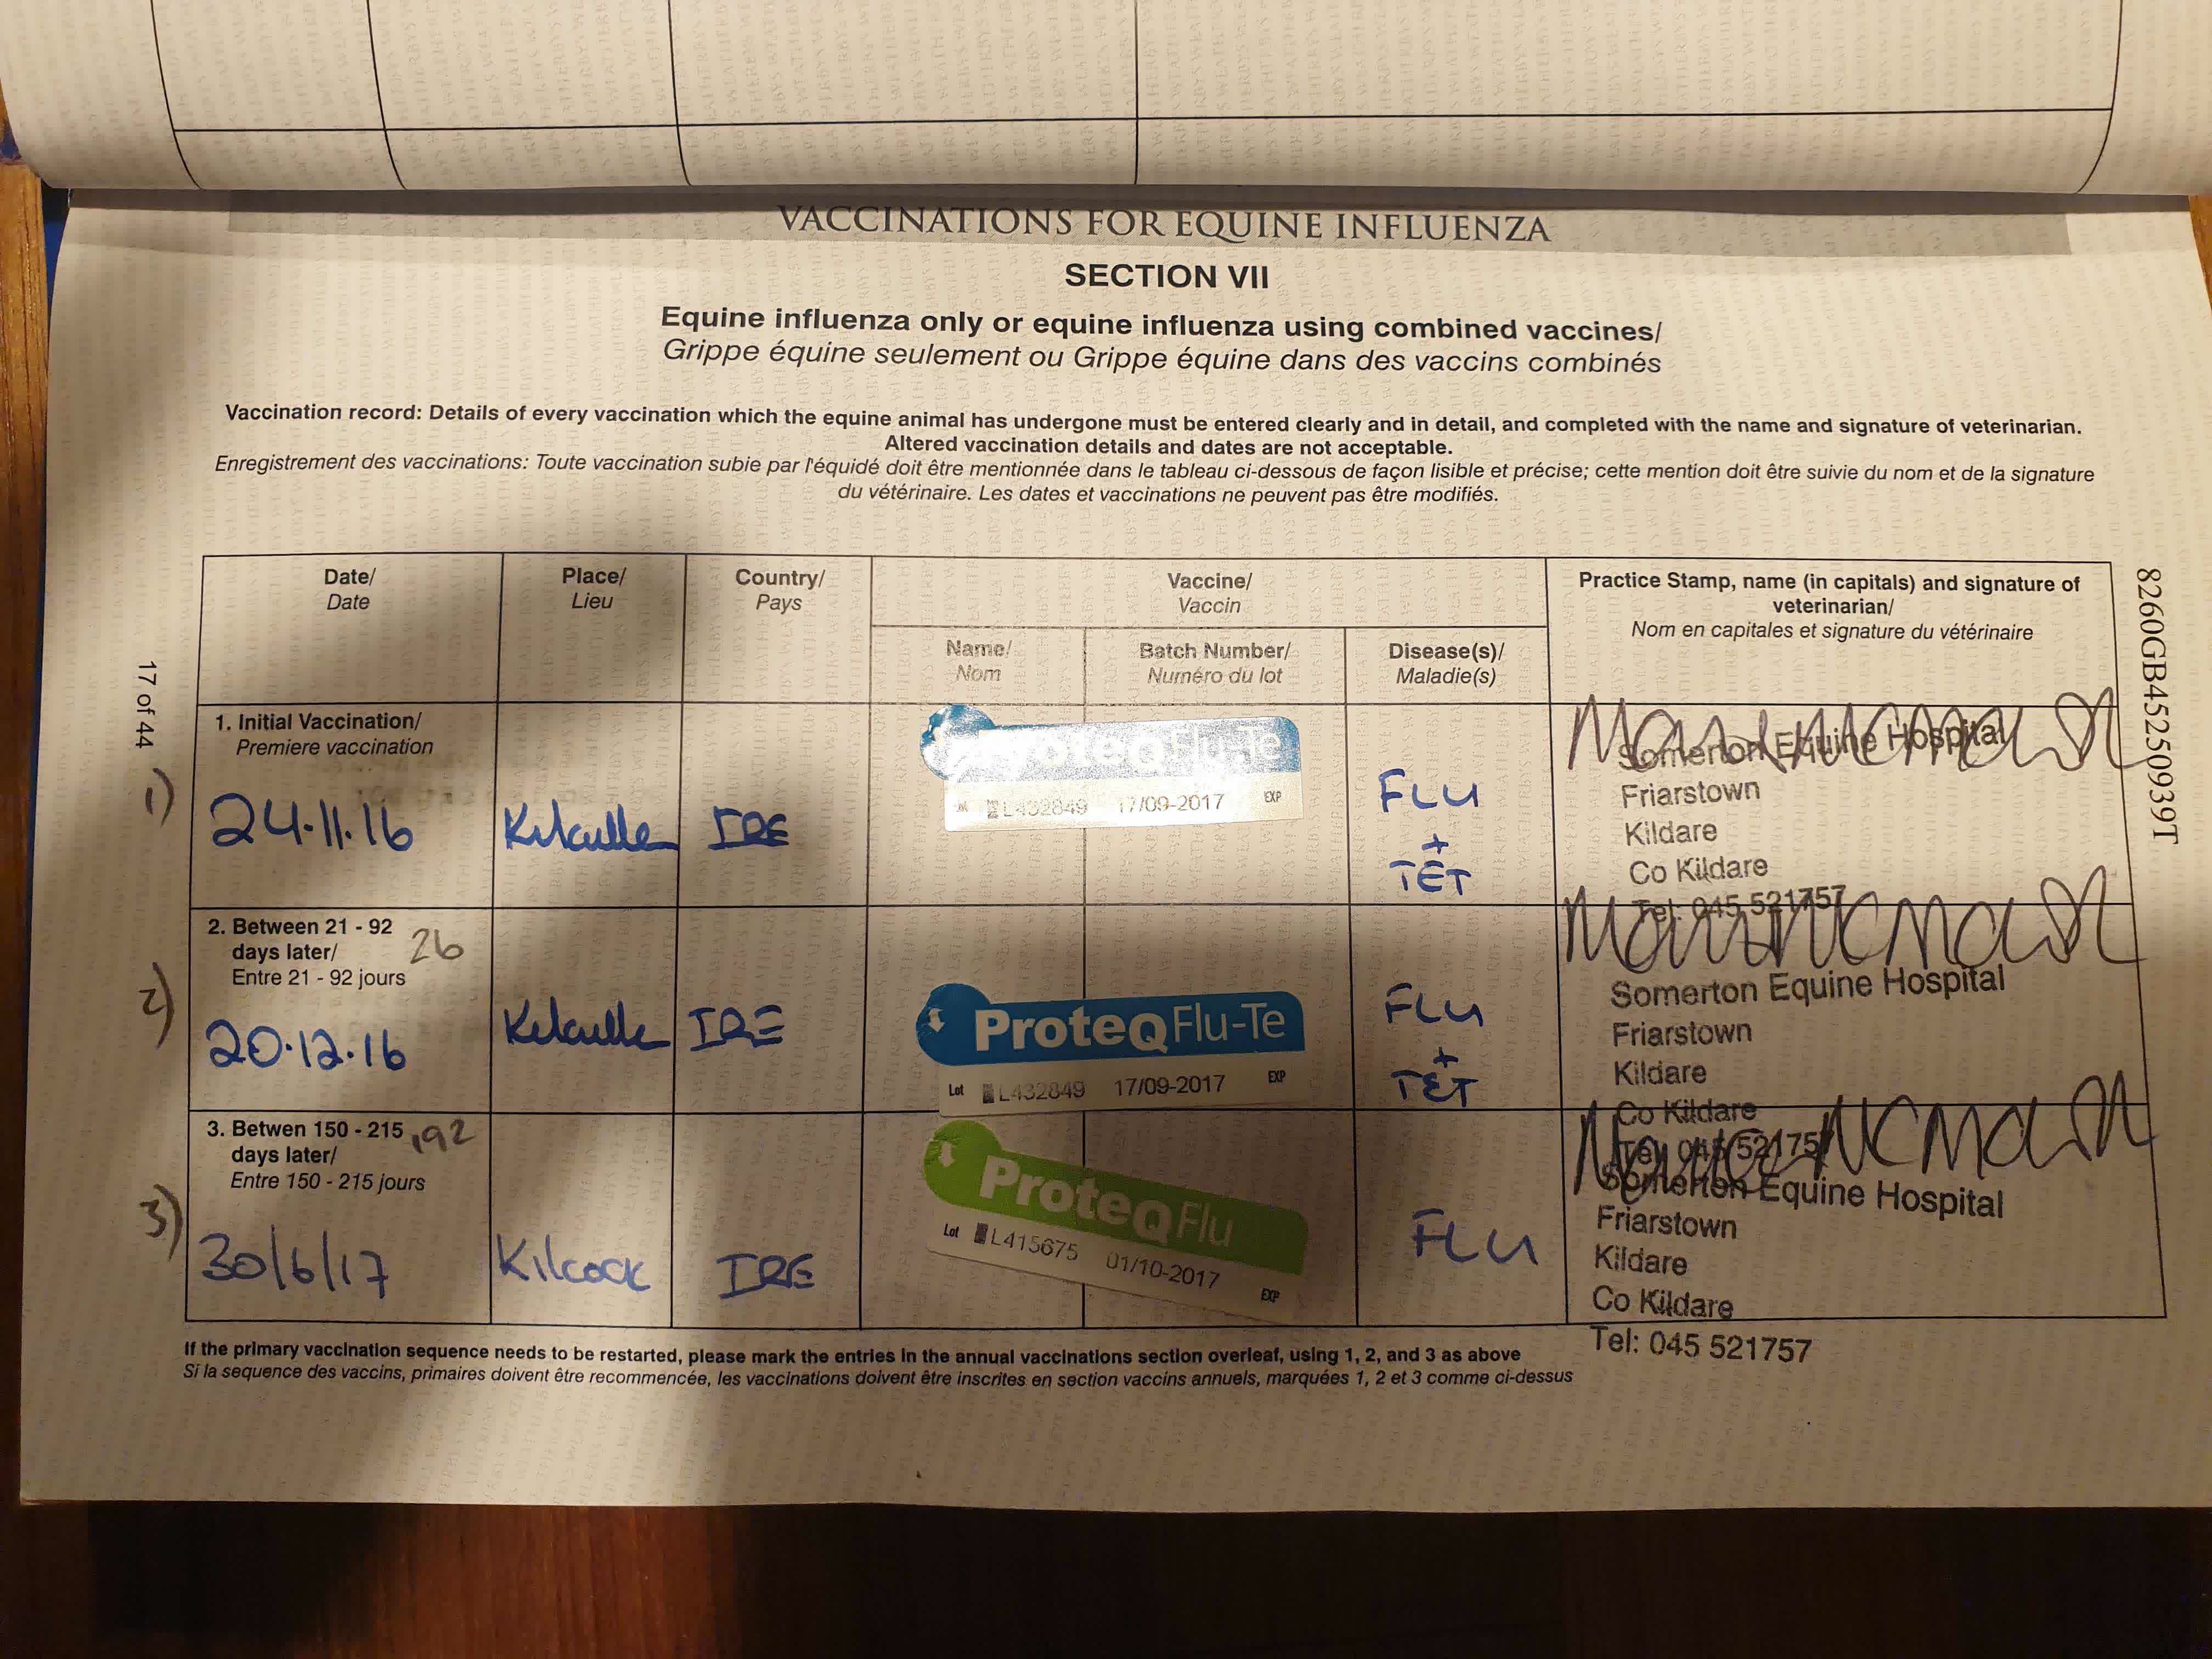 VACCINATIONS FOR EQUINE INFLUENZA
SECTION VII
Equine influenza only or equine influenza using combined vaccines/
Grippe équine seulement ou Grippe équine dans des vaccins combinés
Vaccination record: Details of every vaccination which the equine animal has undergone must be entered clearly and in detail, and completed with the name and signature of veterinarian.
Altered vaccination details and dates are not acceptable.
Enregistrement des vaccinations: Toute vaccination subie par l'équidé doit être mentionnée dans le tableau ci-dessous de façon lisible et précise; cette mention doit être suivie du nom et de la signature
du vétérinaire. Les dates et vaccinations ne peuvent pas être modifiés.
Date/
Date
Place/
Lieu
Country/
Pays
Vaccine/
Vaccin
Name/
Nom
Batch Number/
Numéro du lot
Disease(s)/
Maladie(s)
Practice Stamp, name (in capitals) and signature of
veterinarian/
Nom en capitales et signature du vétérinaire
8260GB45250939T
17 of 44
1)
1. Initial Vaccination/
Premiere vaccination
24.11.16
Kilcullen
IRE
ProteqFlu-Te
Lot L432849 17/09-2017 EXP
FLU
+
TET
Somerton Equine Hospital
Friarstown
Kildare
Co Kildare
Tel: 045 521757
2)
2. Between 21 - 92
days later/
Entre 21 - 92 jours
26
20.12.16
Kilcullen
IRE
ProteqFlu-Te
Lot L432849 17/09-2017 EXP
FLU
+
TET
Somerton Equine Hospital
Friarstown
Kildare
Co Kildare
Tel: 045 521757
3)
3. Betwen 150 - 215
days later/
Entre 150 - 215 jours
192
30/6/17
Kilcock
IRE
ProteqFlu
Lot L415675 01/10-2017 EXP
FLU
Somerton Equine Hospital
Friarstown
Kildare
Co Kildare
Tel: 045 521757
If the primary vaccination sequence needs to be restarted, please mark the entries in the annual vaccinations section overleaf, using 1, 2, and 3 as above
Si la sequence des vaccins, primaires doivent être recommencée, les vaccinations doivent être inscrites en section vaccins annuels, marquées 1, 2 et 3 comme ci-dessus